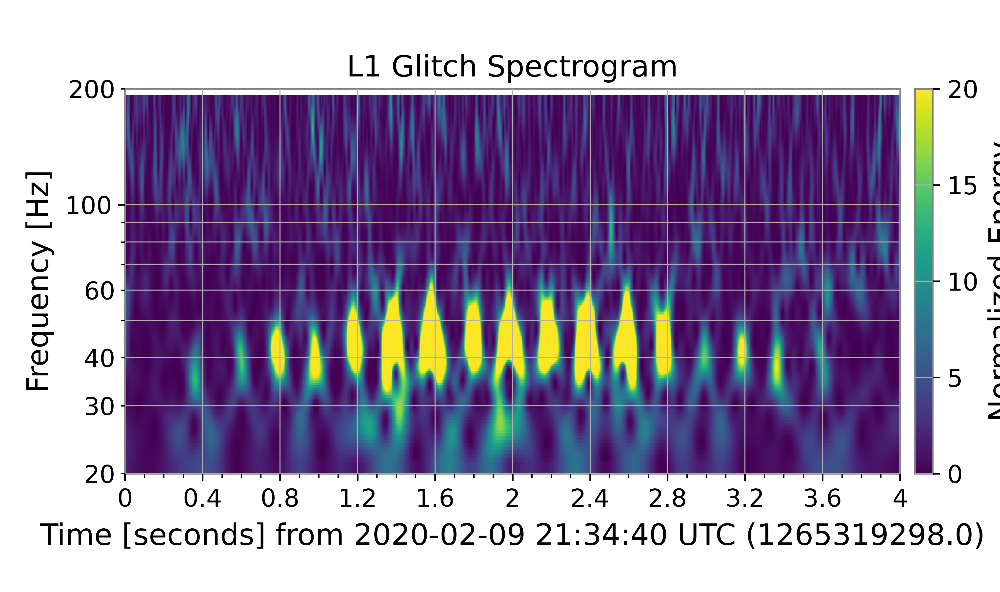 L1 Glitch Spectrogram
200
100
60
40
30
20
Frequency [Hz]
0 0.4 0.8 1.2 1.6 2 2.4 2.8 3.2 3.6 4
Time [seconds] from 2020-02-09 21:34:40 UTC (1265319298.0)
20
15
10
5
0
Normalized Energy